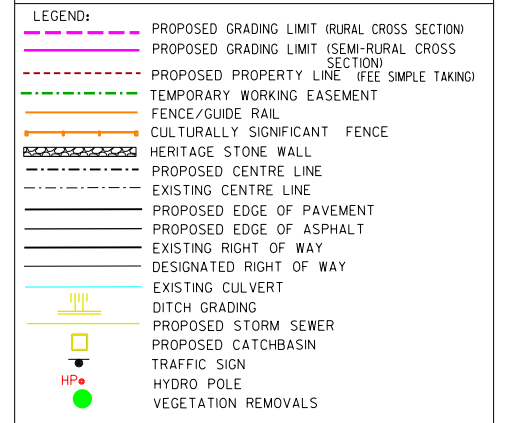 LEGEND:
PROPOSED GRADING LIMIT (RURAL CROSS SECTION)
PROPOSED GRADING LIMIT (SEMI-RURAL CROSS
SECTION)
PROPOSED PROPERTY LINE (FEE SIMPLE TAKING)
TEMPORARY WORKING EASEMENT
FENCE/GUIDE RAIL
CULTURALLY SIGNIFICANT FENCE
HERITAGE STONE WALL
PROPOSED CENTRE LINE
EXISTING CENTRE LINE
PROPOSED EDGE OF PAVEMENT
PROPOSED EDGE OF ASPHALT
EXISTING RIGHT OF WAY
DESIGNATED RIGHT OF WAY
EXISTING CULVERT
DITCH GRADING
PROPOSED STORM SEWER
PROPOSED CATCHBASIN
TRAFFIC SIGN
HP HYDRO POLE
VEGETATION REMOVALS